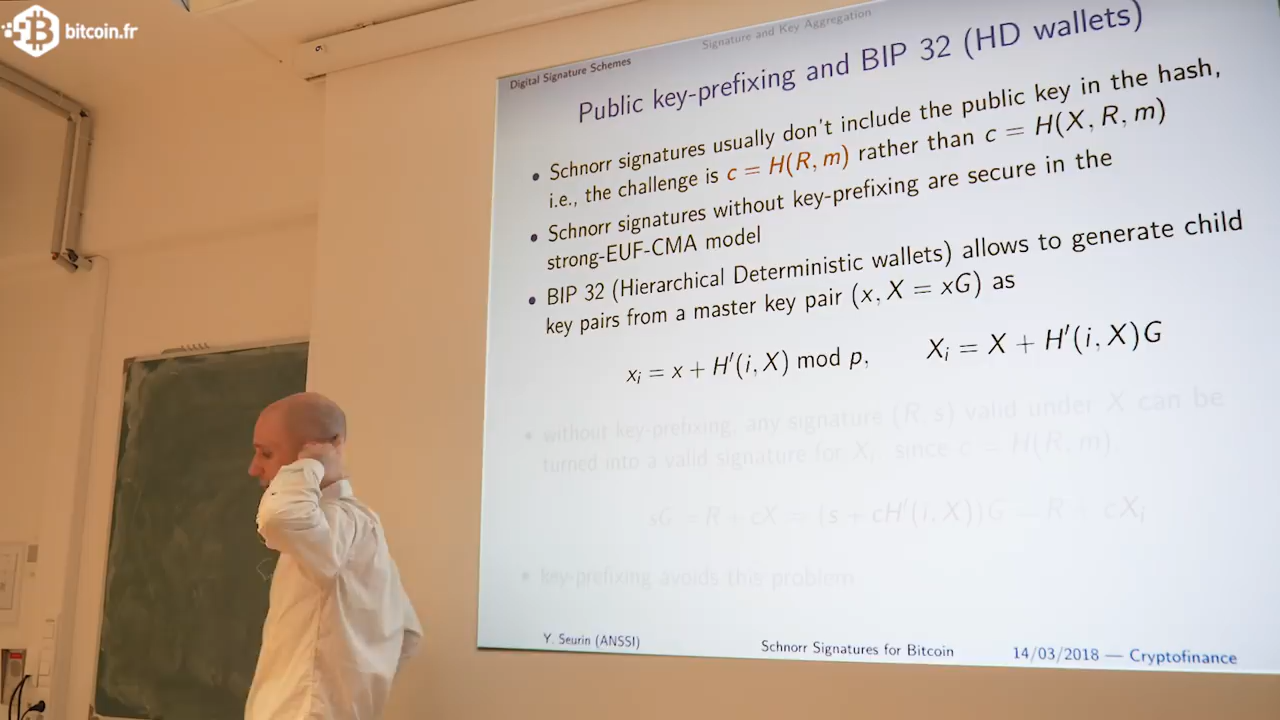 bitcoin.fr
Signature and Key Aggregation
Digital Signature Schemes
Public key-prefixing and BIP 32 (HD wallets)
• Schnorr signatures usually don't include the public key in the hash,
i.e., the challenge is c = H(R, m) rather than c = H(X, R, m)
• Schnorr signatures without key-prefixing are secure in the
strong-EUF-CMA model
• BIP 32 (Hierarchical Deterministic wallets) allows to generate child
key pairs from a master key pair (x, X = xG) as
xᵢ = x + H′(i, X) mod p, Xᵢ = X + H′(i, X)G
• without key-prefixing, any signature (R, s) valid under X can be
turned into a valid signature for Xᵢ, since c = H(R, m)
sG = R + cX ⇔ (s + cH′(i, X))G = R + cXᵢ
• key-prefixing avoids this problem
Y. Seurin (ANSSI)
Schnorr Signatures for Bitcoin
14/03/2018 — Cryptofinance